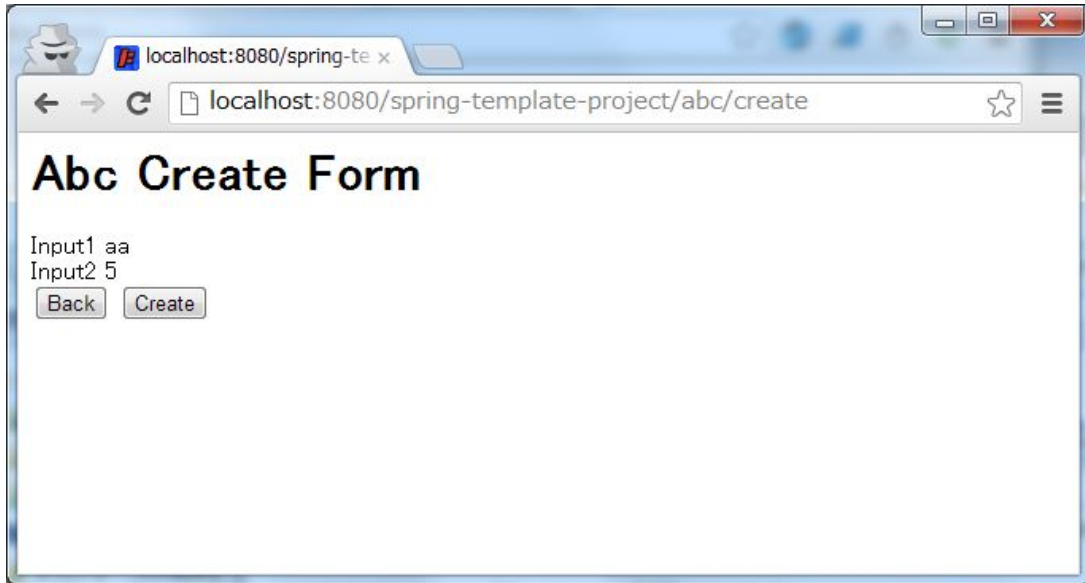 localhost:8080/spring-te
localhost:8080/spring-template-project/abc/create
Abc Create Form
Input1 aa
Input2 5
Back Create